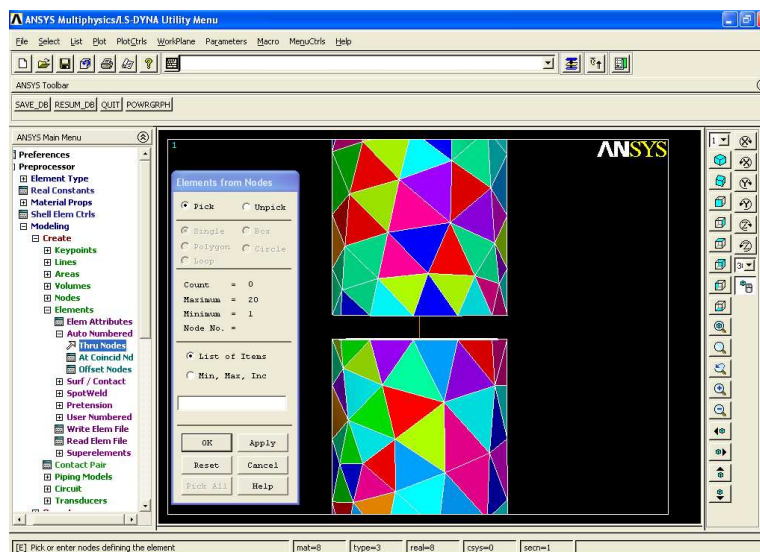 ANSYS Multiphysics/LS-DYNA Utility Menu
File Select List Plot PlotCtrls WorkPlane Parameters Macro MenuCtrls Help
ANSYS Toolbar
SAVE_DB RESUM_DB QUIT POWRGRPH
ANSYS Main Menu
Preferences
Preprocessor
Element Type
Real Constants
Material Props
Shell Elem Ctrls
Modeling
Create
Keypoints
Lines
Areas
Volumes
Nodes
Elements
Elem Attributes
Auto Numbered
Thru Nodes
At Coincid Nd
Offset Nodes
Surf / Contact
SpotWeld
Pretension
User Numbered
Write Elem File
Read Elem File
Superelements
Contact Pair
Piping Models
Circuit
Transducers
1
ANSYS
Elements from Nodes
Pick Unpick
Single Box
Polygon Circle
Loop
Count = 0
Maximum = 20
Minimum = 1
Node No. =
List of Items
Min, Max, Inc
OK Apply
Reset Cancel
Pick All Help
1
[E] Pick or enter nodes defining the element mat=8 type=3 real=8 csys=0 secn=1